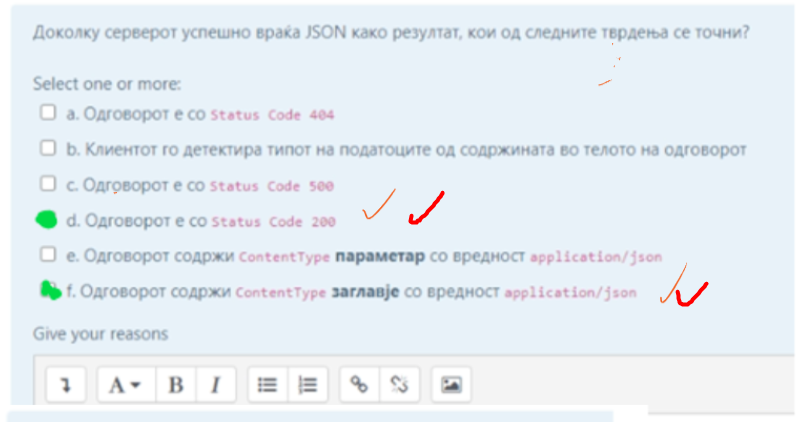 Доколку серверот успешно враќа JSON како резултат, кои од следните тврдења се точни?
Select one or more:
a. Одговорот е со Status Code 404
b. Клиентот го детектира типот на податоците од содржината во телото на одговорот
c. Одговорот е со Status Code 500
d. Одговорот е со Status Code 200
e. Одговорот содржи ContentType параметар со вредност application/json
f. Одговорот содржи ContentType заглавје со вредност application/json
Give your reasons
A B I